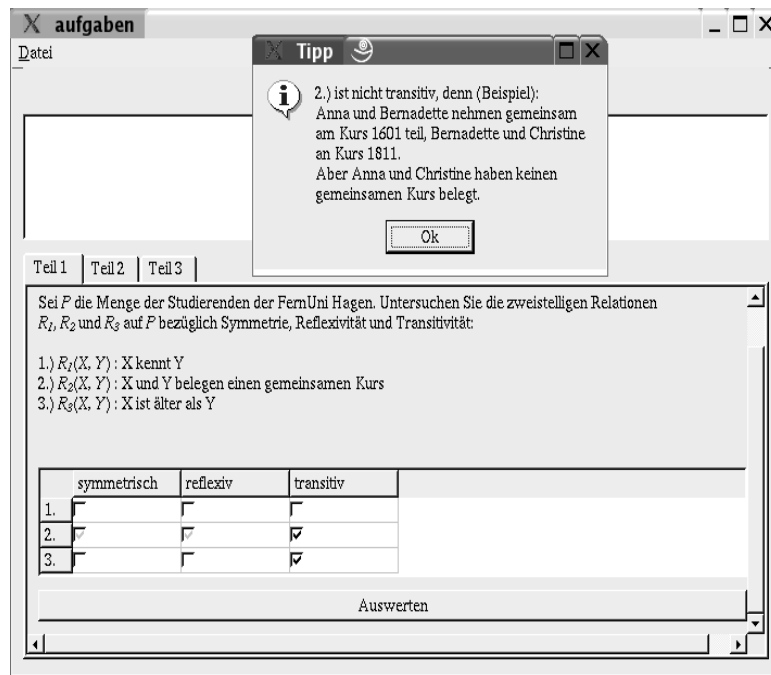 aufgaben
Datei
Tipp
2.) ist nicht transitiv, denn (Beispiel):
Anna und Bernadette nehmen gemeinsam
am Kurs 1601 teil, Bernadette und Christine
an Kurs 1811.
Aber Anna und Christine haben keinen
gemeinsamen Kurs belegt.
Ok
Teil 1 Teil 2 Teil 3
Sei P die Menge der Studierenden der FernUni Hagen. Untersuchen Sie die zweistelligen Relationen
R₁, R₂ und R₃ auf P bezüglich Symmetrie, Reflexivität und Transitivität:
1.) R₁(X, Y) : X kennt Y
2.) R₂(X, Y) : X und Y belegen einen gemeinsamen Kurs
3.) R₃(X, Y) : X ist älter als Y
symmetrisch reflexiv transitiv
1.
2.
3.
Auswerten